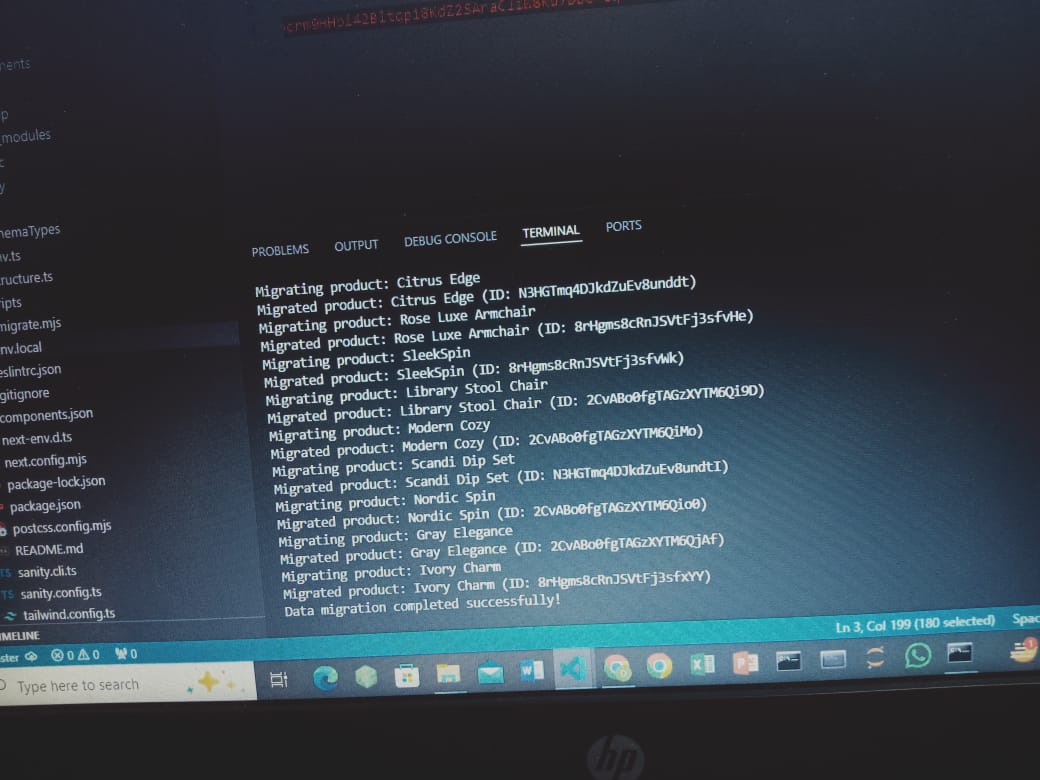 PROBLEMS OUTPUT DEBUG CONSOLE TERMINAL PORTS
Migrating product: Citrus Edge
Migrated product: Citrus Edge (ID: N3HGTmq4DJkdZuEv8unddt)
Migrating product: Rose Luxe Armchair
Migrated product: Rose Luxe Armchair (ID: 8rHgms8cRnJSVtFj3sfvHe)
Migrating product: SleekSpin
Migrated product: SleekSpin (ID: 8rHgms8cRnJSVtFj3sfvWk)
Migrating product: Library Stool Chair
Migrated product: Library Stool Chair (ID: 2CvABo0fgTAGzXYTM6Qi9D)
Migrating product: Modern Cozy
Migrated product: Modern Cozy (ID: 2CvABo0fgTAGzXYTM6QiMo)
Migrating product: Scandi Dip Set
Migrated product: Scandi Dip Set (ID: N3HGTmq4DJkdZuEv8undtI)
Migrating product: Nordic Spin
Migrated product: Nordic Spin (ID: 2CvABo0fgTAGzXYTM6Qio0)
Migrating product: Gray Elegance
Migrated product: Gray Elegance (ID: 2CvABo0fgTAGzXYTM6QjAf)
Migrating product: Ivory Charm
Migrated product: Ivory Charm (ID: 8rHgms8cRnJSVtFj3sfxYY)
Data migration completed successfully!
nents
p
_modules
c
y
hemaTypes
nv.ts
ructure.ts
ripts
migrate.mjs
nv.local
eslintrc.json
gitignore
components.json
next-env.d.ts
next.config.mjs
package-lock.json
package.json
postcss.config.mjs
README.md
TS sanity.cli.ts
TS sanity.config.ts
tailwind.config.ts
IMELINE
ster 0 0 0 Ln 3, Col 199 (180 selected) Spac
Type here to search
hp